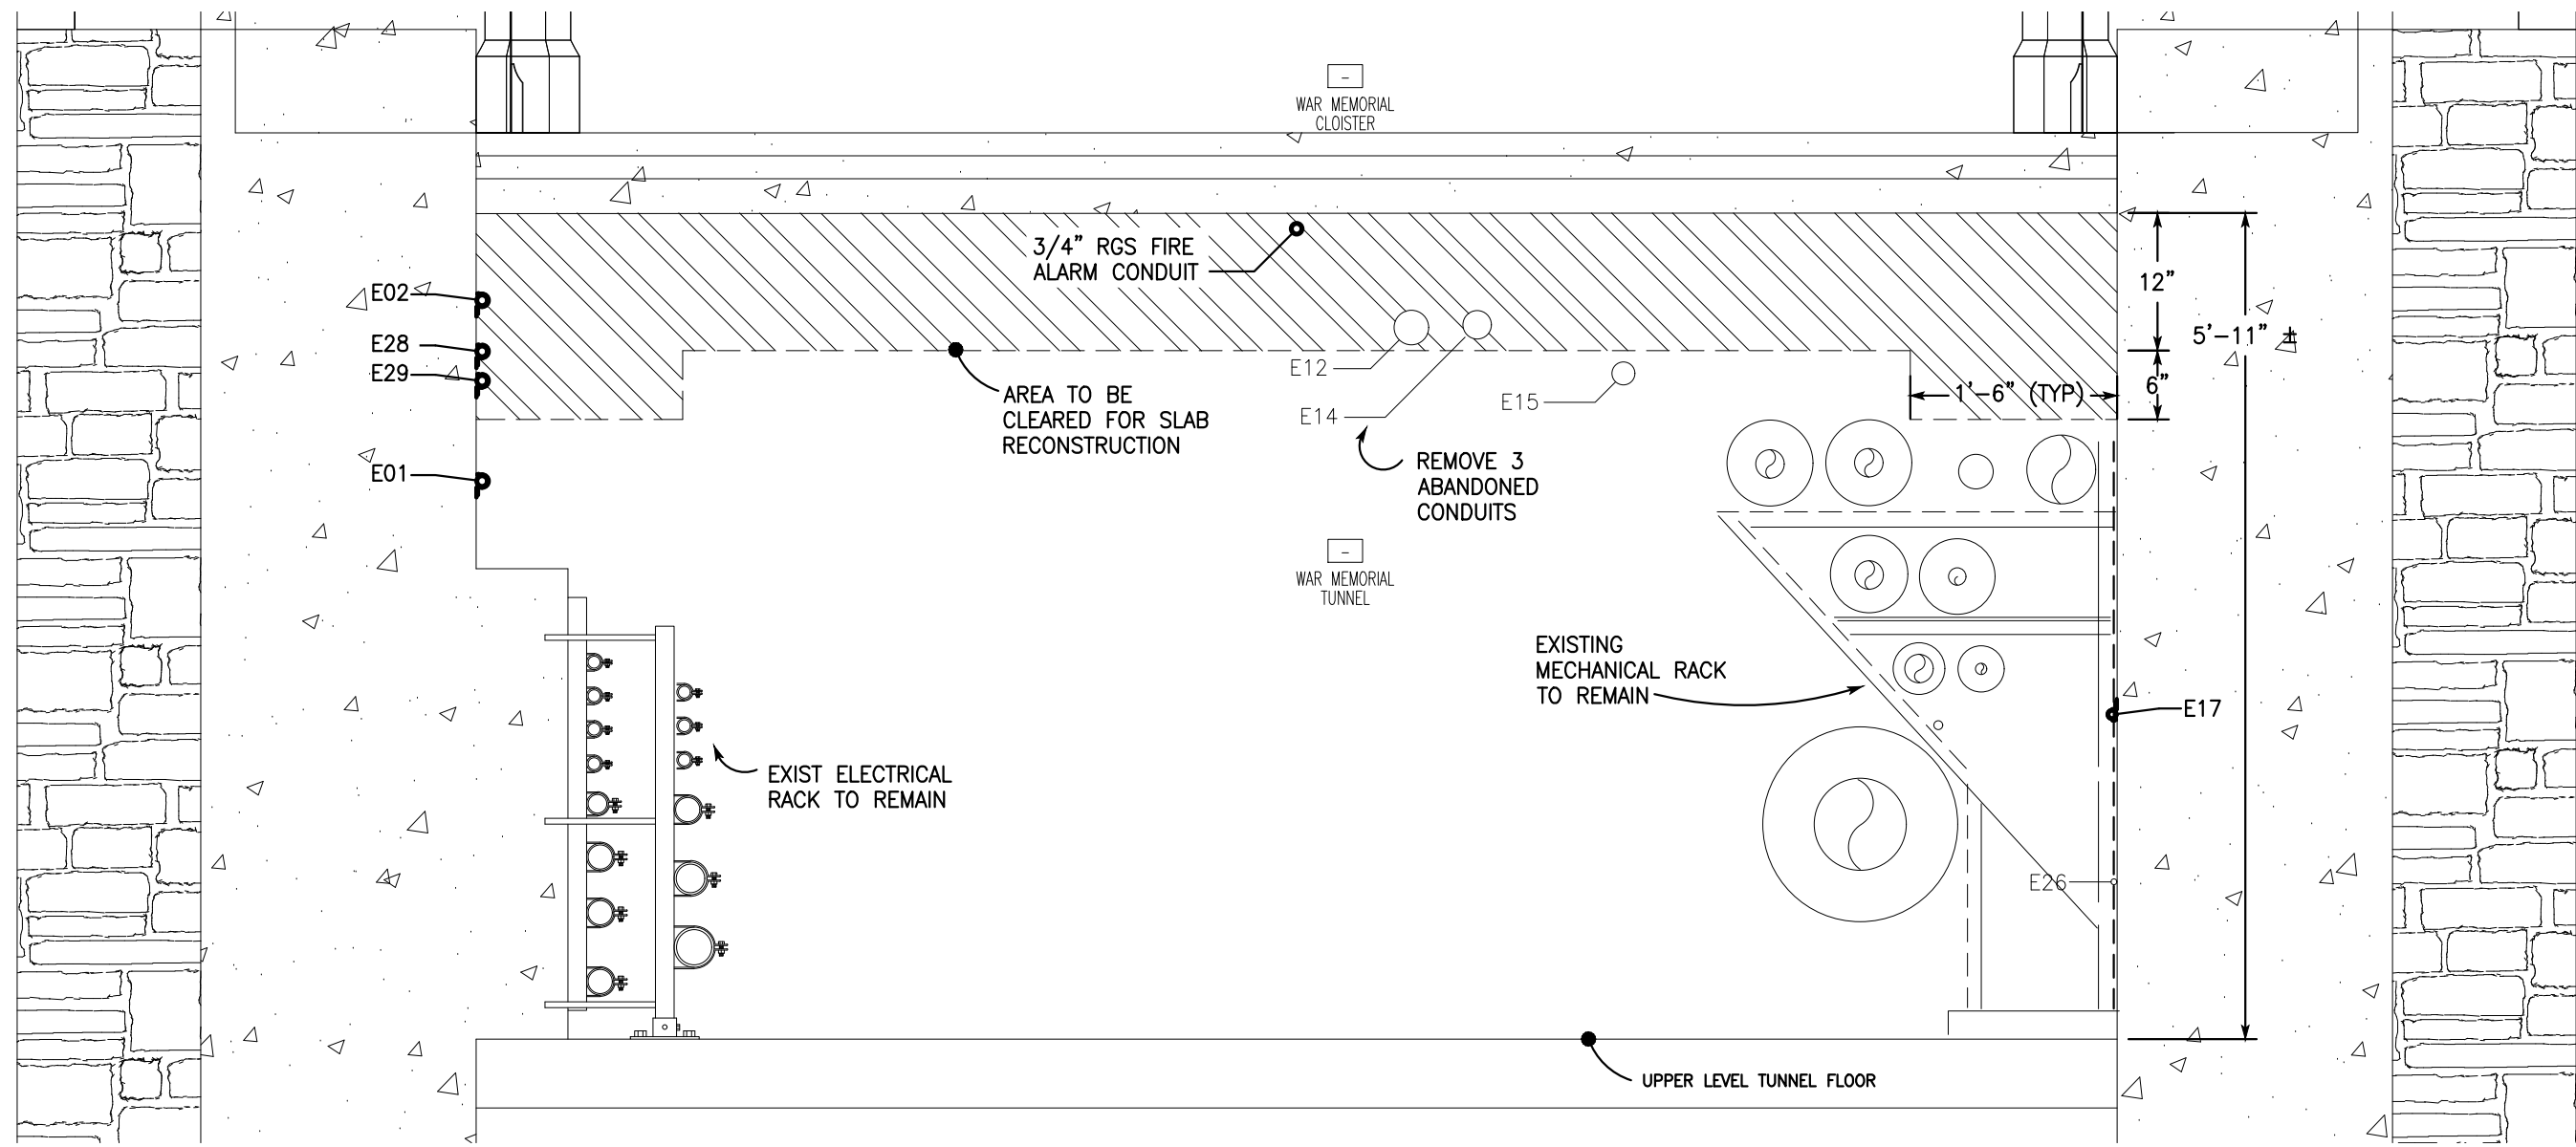 -
WAR MEMORIAL
CLOISTER
3/4" RGS FIRE
ALARM CONDUIT
E02
E28
E29
E01
12"
5'-11" ±
6"
1'-6" (TYP)
E12
E14
E15
AREA TO BE
CLEARED FOR SLAB
RECONSTRUCTION
REMOVE 3
ABANDONED
CONDUITS
-
WAR MEMORIAL
TUNNEL
EXISTING
MECHANICAL RACK
TO REMAIN
E17
EXIST ELECTRICAL
RACK TO REMAIN
E26
UPPER LEVEL TUNNEL FLOOR